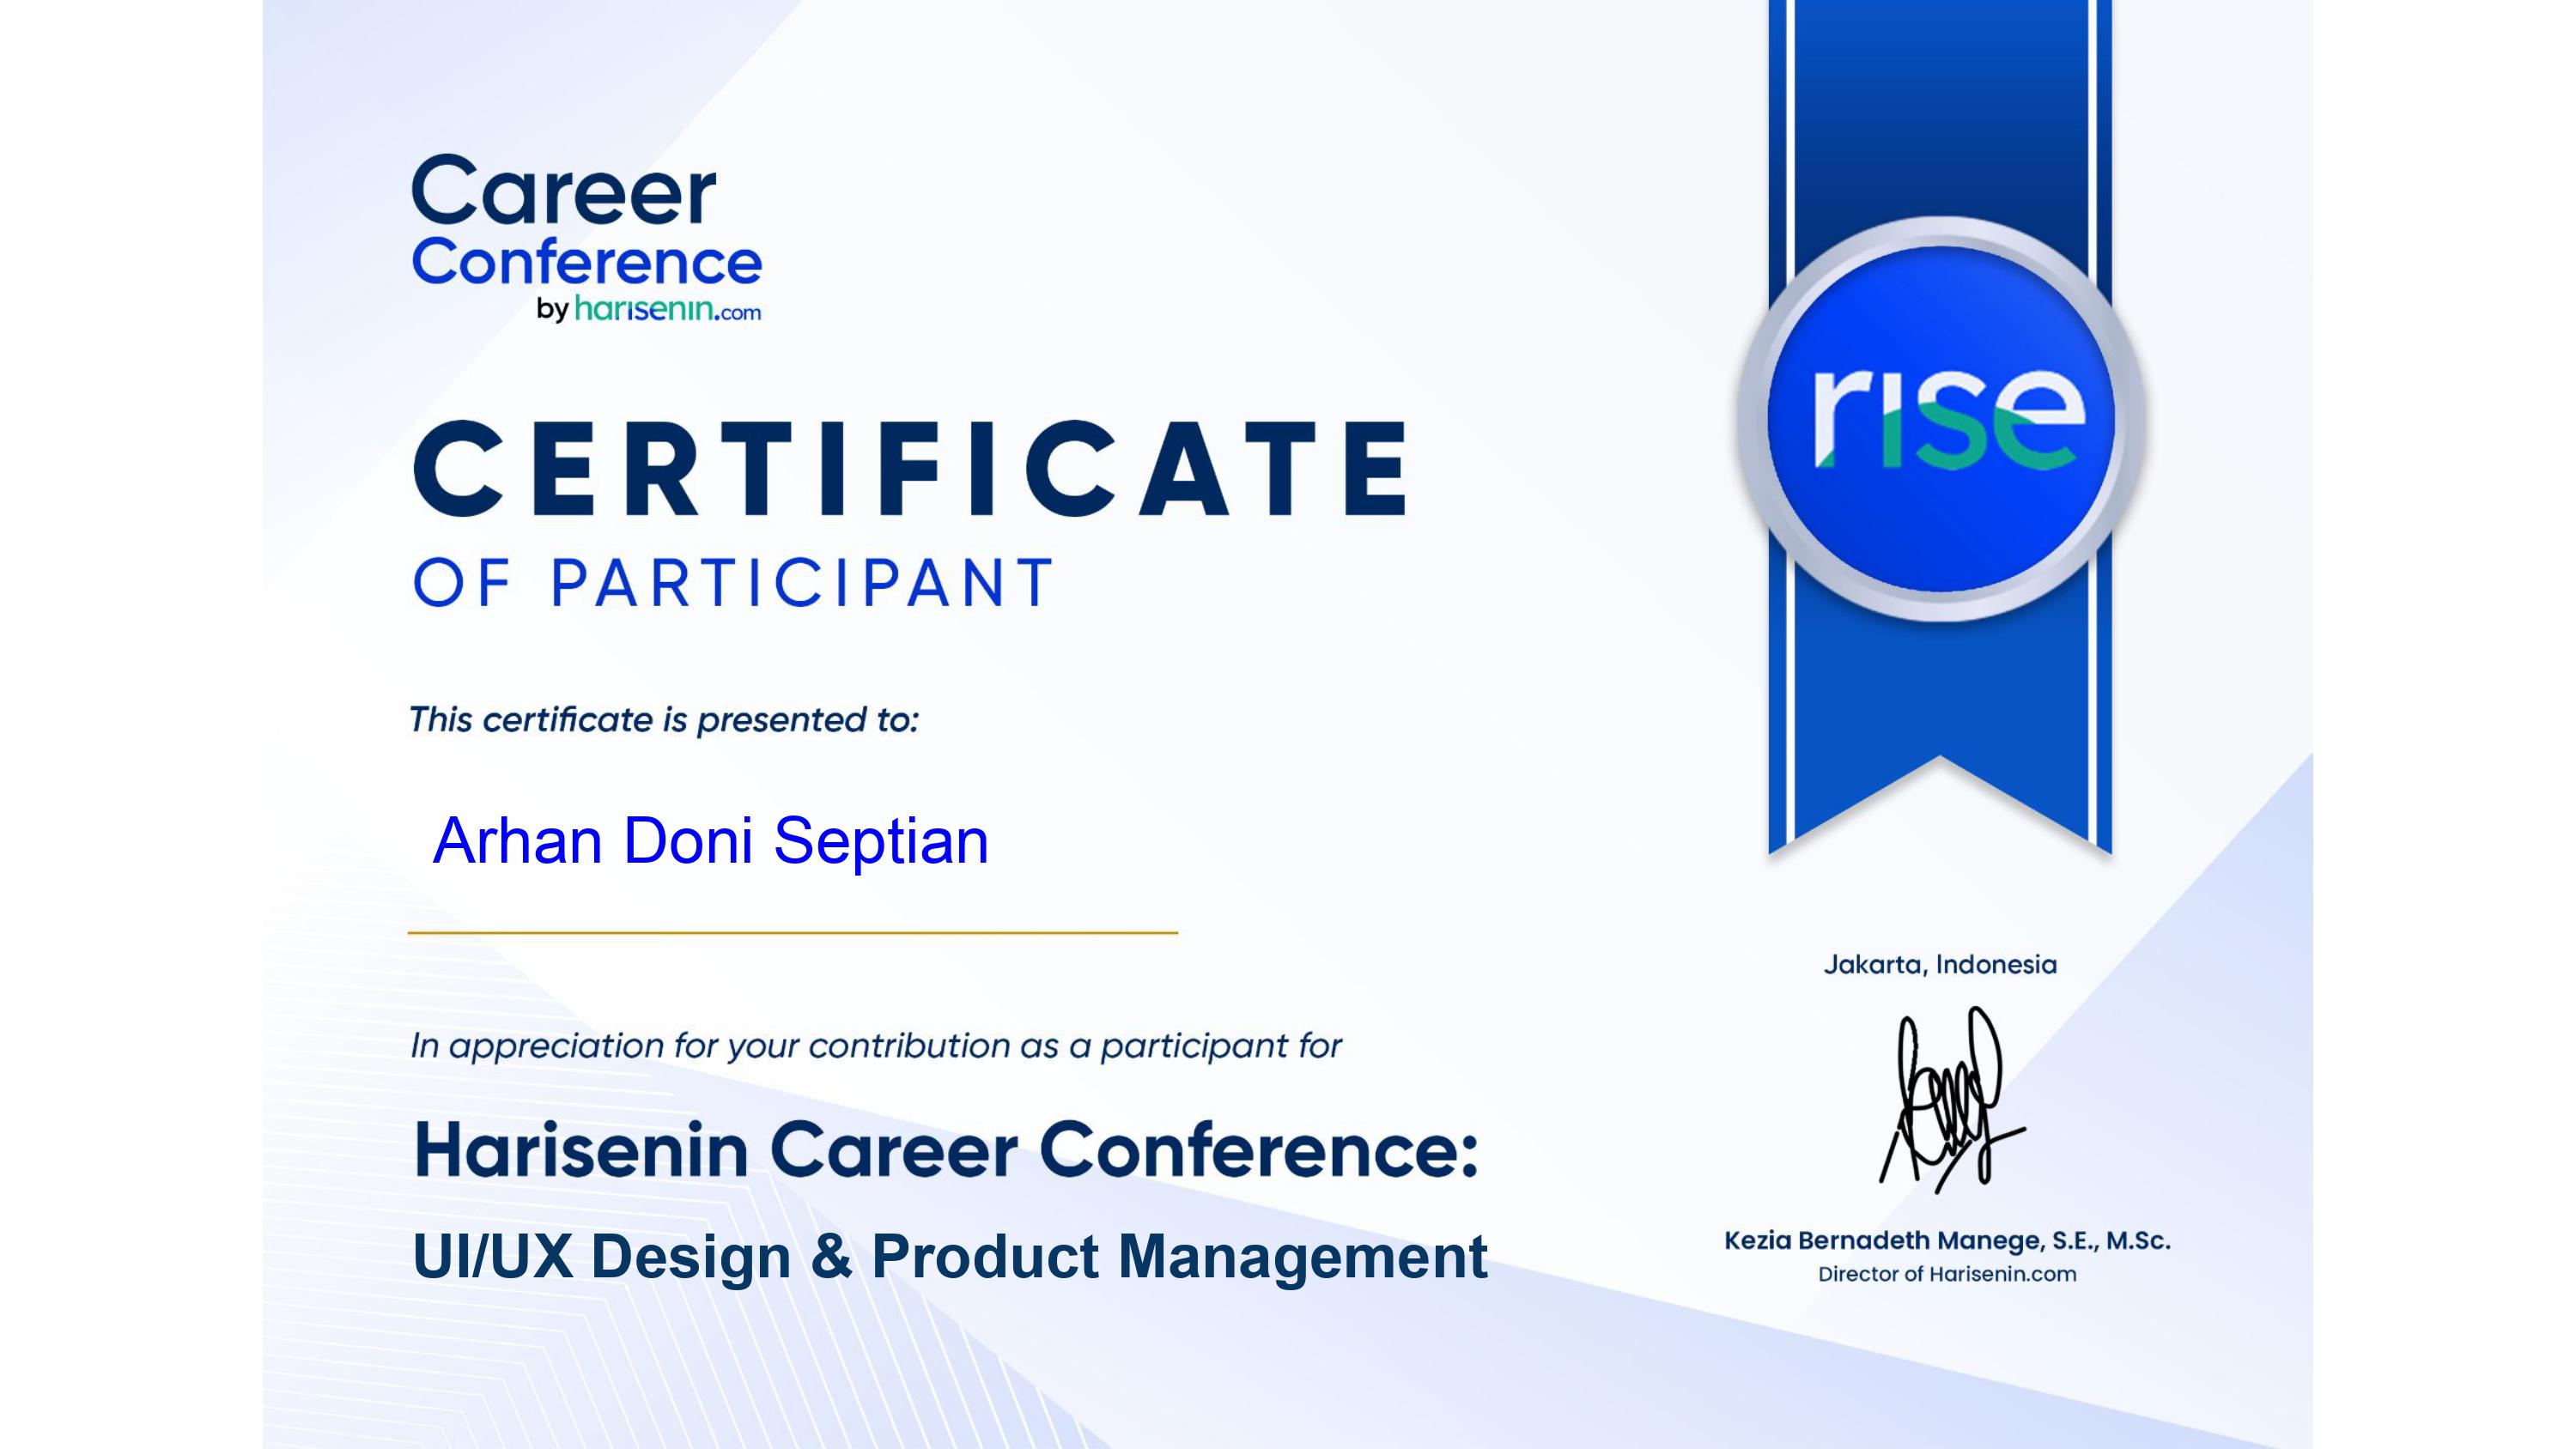 Career
Conference
by harisenin.com
CERTIFICATE
OF PARTICIPANT
This certificate is presented to:
Arhan Doni Septian
In appreciation for your contribution as a participant for
Harisenin Career Conference:
UI/UX Design & Product Management
rise
Jakarta, Indonesia
Kezia Bernadeth Manege, S.E., M.Sc.
Director of Harisenin.com